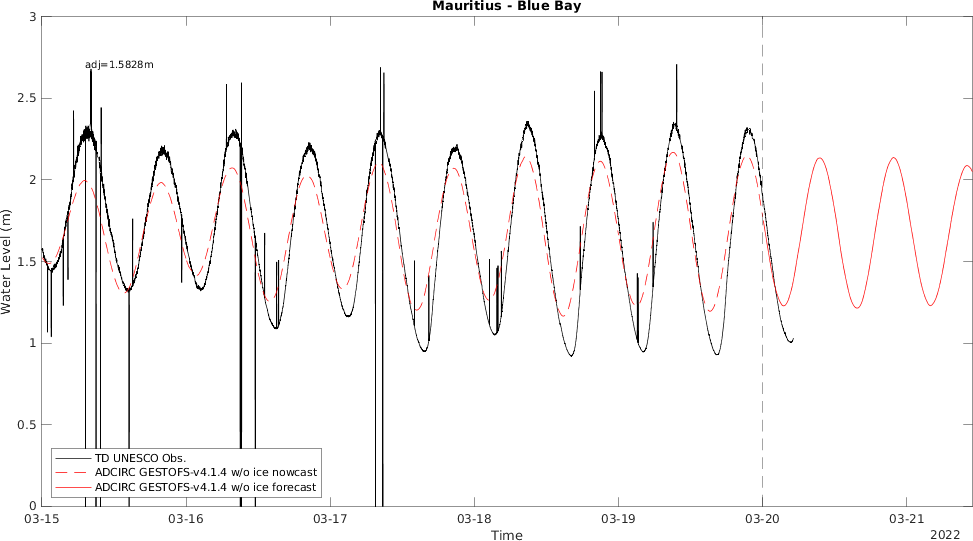 Mauritius - Blue Bay
3
adj=1.5828m
2.5
2
Water Level (m)
1.5
1
0.5
TD UNESCO Obs.
ADCIRC GESTOFS-v4.1.4 w/o ice nowcast
ADCIRC GESTOFS-v4.1.4 w/o ice forecast
0
03-15 03-16 03-17 03-18 03-19 03-20 03-21
Time
2022